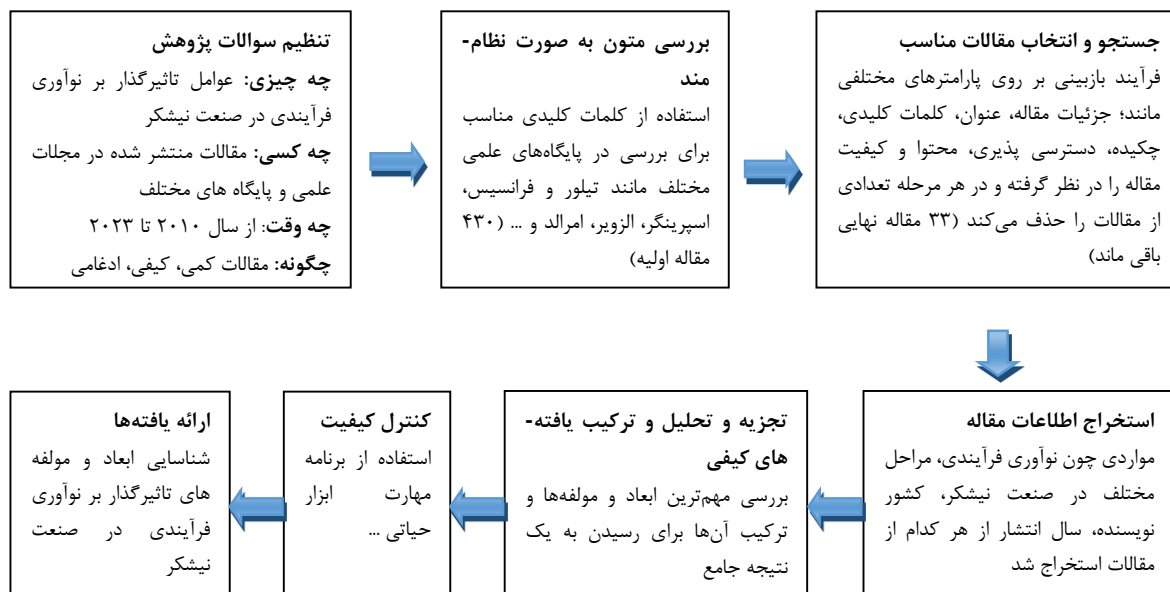 تنظیم سوالات پژوهش
چه چیزی: عوامل تاثیرگذار بر نوآوری
فرآیندی در صنعت نیشکر
چه کسی: مقالات منتشر شده در مجلات
علمی و پایگاه های مختلف
چه وقت: از سال ۲۰۱۰ تا ۲۰۲۳
چگونه: مقالات کمی، کیفی، ادغامی
بررسی متون به صورت نظام-
مند
استفاده از کلمات کلیدی مناسب
برای بررسی در پایگاه‌های علمی
مختلف مانند تیلور و فرانسیس،
اسپرینگر، الزویر، امرالد و ... (۴۳۰
مقاله اولیه)
جستجو و انتخاب مقالات مناسب
فرآیند بازبینی بر روی پارامترهای مختلفی
مانند؛ جزئیات مقاله، عنوان، کلمات کلیدی،
چکیده، دسترسی پذیری، محتوا و کیفیت
مقاله را در نظر گرفته و در هر مرحله تعدادی
از مقالات را حذف می‌کند (۳۳ مقاله نهایی
باقی ماند)
استخراج اطلاعات مقاله
مواردی چون نوآوری فرآیندی، مراحل
مختلف در صنعت نیشکر، کشور
نویسنده، سال انتشار از هر کدام از
مقالات استخراج شد
تجزیه و تحلیل و ترکیب یافته-
های کیفی
بررسی مهم‌ترین ابعاد و مولفه‌ها و
ترکیب آن‌ها برای رسیدن به یک
نتیجه جامع
کنترل کیفیت
استفاده از برنامه
مهارت ابزار
حیاتی ...
ارائه یافته‌ها
شناسایی ابعاد و مولفه
های تاثیرگذار بر نوآوری
فرآیندی در صنعت
نیشکر